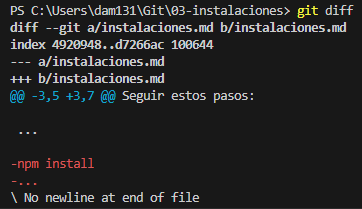 PS C:\Users\dam131\Git\03-instalaciones> git diff
diff --git a/instalaciones.md b/instalaciones.md
index 4920948..d7266ac 100644
--- a/instalaciones.md
+++ b/instalaciones.md
@@ -3,5 +3,7 @@ Seguir estos pasos:
 ...
-npm install
-...
\ No newline at end of file